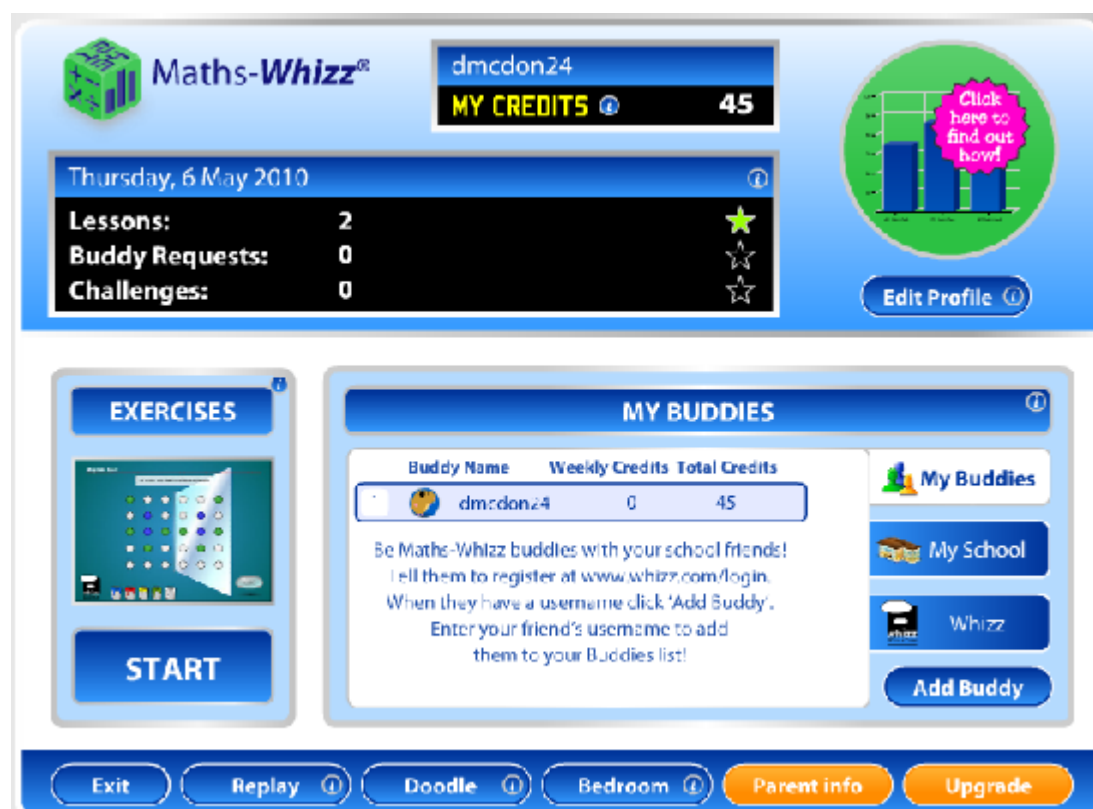 Maths-Whizz®
dmcdon24
MY CREDITS 45
Click
here to
find out
how!
Thursday, 6 May 2010
Lessons: 2
Buddy Requests: 0
Challenges: 0
Edit Profile
EXERCISES
START
MY BUDDIES
Buddy Name Weekly Credits Total Credits
dmcdon24 0 45
Be Maths-Whizz buddies with your school friends!
Tell them to register at www.whizz.com/login.
When they have a username click 'Add Buddy'.
Enter your friend's username to add
them to your Buddies list!
My Buddies
My School
whizz
Whizz
Add Buddy
Exit
Replay
Doodle
Bedroom
Parent info
Upgrade